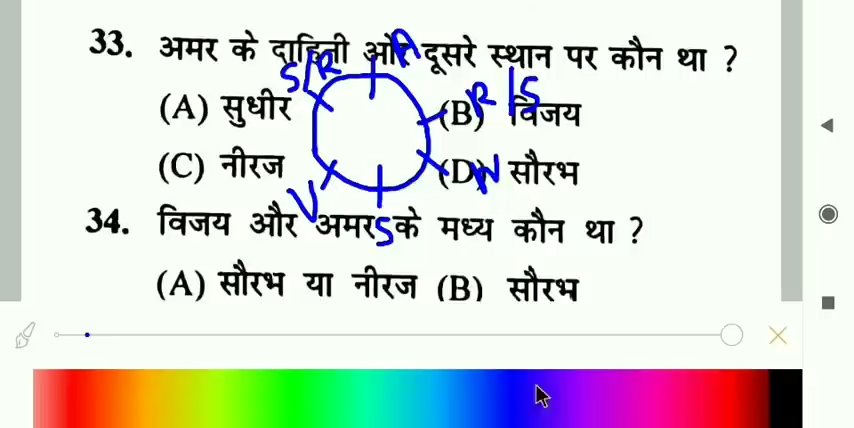 33. अमर के दाहिनी ओर दूसरे स्थान पर कौन था ?
S/R A
(A) सुधीर (B) विजय
R/S
(C) नीरज (D) सौरभ
N
V
34. विजय और अमर के मध्य कौन था ?
S
(A) सौरभ या नीरज (B) सौरभ